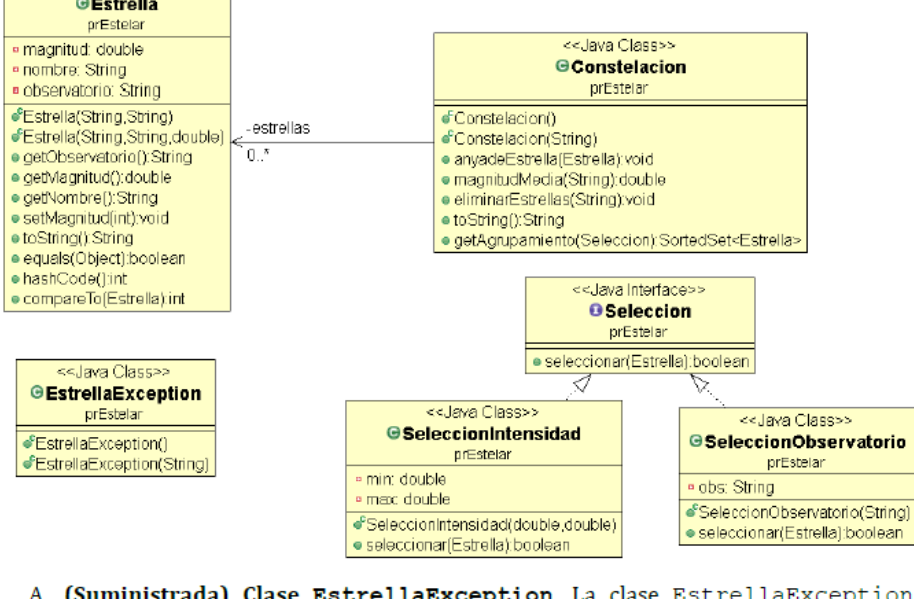 Estrella
prEstelar
magnitud: double
nombre: String
observatorio: String
Estrella(String,String)
Estrella(String,String,double)
getObservatorio():String
getMagnitud():double
getNombre():String
setMagnitud(int):void
toString():String
equals(Object):boolean
hashCode():int
compareTo(Estrella):int
-estrellas
0..*
<<Java Class>>
Constelacion
prEstelar
Constelacion()
Constelacion(String)
anyadeEstrella(Estrella):void
magnitudMedia(String):double
eliminarEstrellas(String):void
toString():String
getAgrupamiento(Seleccion):SortedSet<Estrella>
<<Java Interface>>
Seleccion
prEstelar
seleccionar(Estrella):boolean
<<Java Class>>
EstrellaException
prEstelar
EstrellaException()
EstrellaException(String)
<<Java Class>>
SeleccionIntensidad
prEstelar
min: double
max: double
SeleccionIntensidad(double,double)
seleccionar(Estrella):boolean
<<Java Class>>
SeleccionObservatorio
prEstelar
obs: String
SeleccionObservatorio(String)
seleccionar(Estrella):boolean
A (Suministrada) Clase EstrellaException. La clase EstrellaException